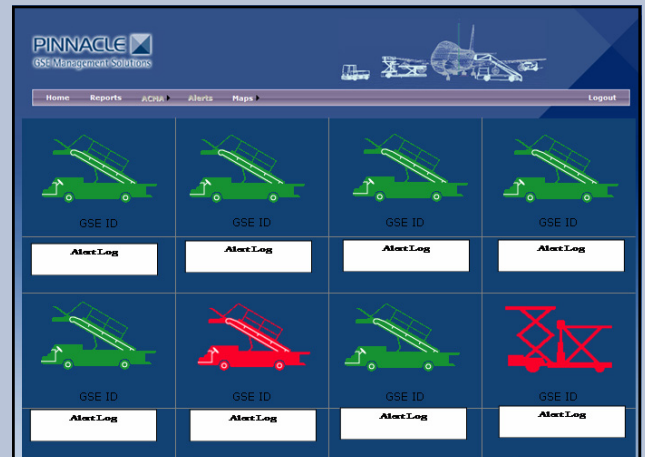 PINNACLE
GSE Management Solutions
Home Reports ACMA Alerts Maps Logout
GSE ID GSE ID GSE ID GSE ID
Alert Log Alert Log Alert Log Alert Log
GSE ID GSE ID GSE ID GSE ID
Alert Log Alert Log Alert Log Alert Log